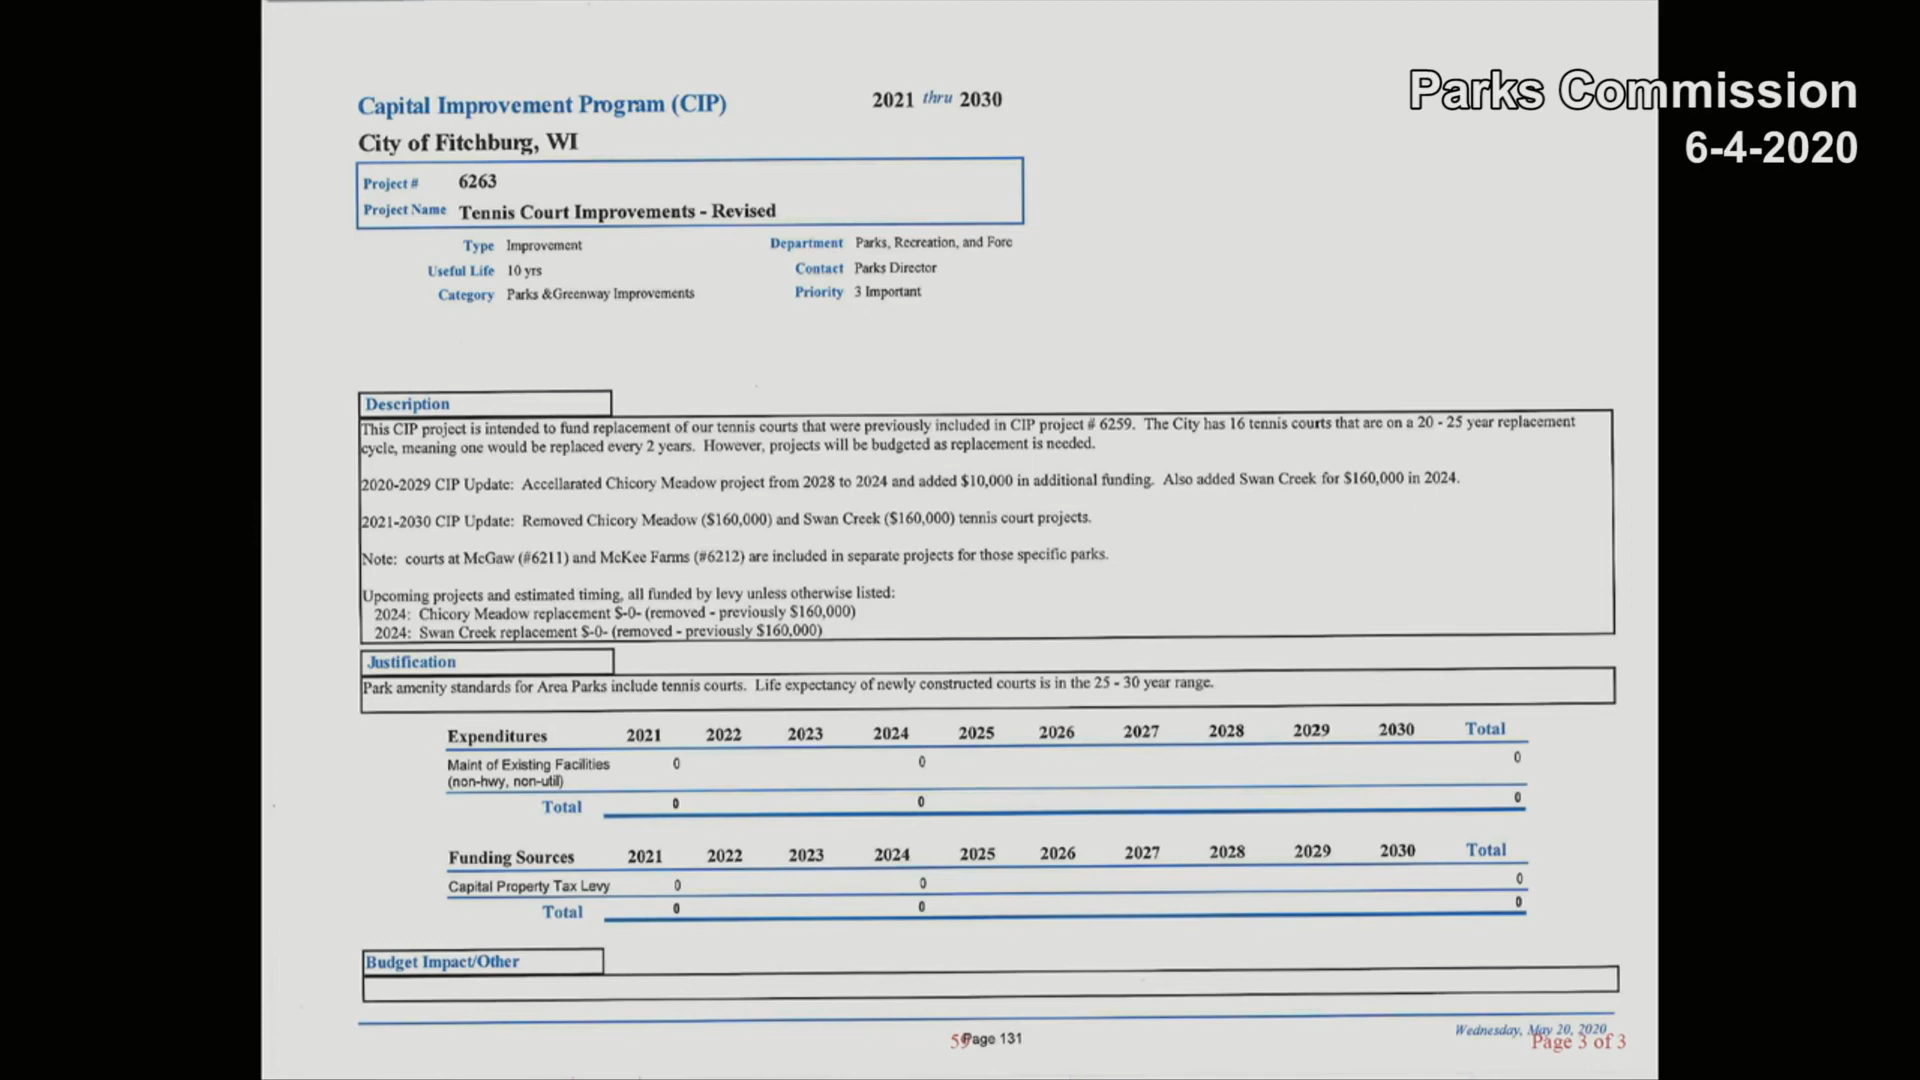 Parks Commission
6-4-2020
Capital Improvement Program (CIP)
2021 thru 2030
City of Fitchburg, WI
Project # 6263
Project Name Tennis Court Improvements - Revised
Type Improvement
Department Parks, Recreation, and Fore
Useful Life 10 yrs
Contact Parks Director
Category Parks &Greenway Improvements
Priority 3 Important
Description
This CIP project is intended to fund replacement of our tennis courts that were previously included in CIP project # 6259. The City has 16 tennis courts that are on a 20 - 25 year replacement
cycle, meaning one would be replaced every 2 years. However, projects will be budgeted as replacement is needed.
2020-2029 CIP Update: Accellarated Chicory Meadow project from 2028 to 2024 and added $10,000 in additional funding. Also added Swan Creek for $160,000 in 2024.
2021-2030 CIP Update: Removed Chicory Meadow ($160,000) and Swan Creek ($160,000) tennis court projects.
Note: courts at McGaw (#6211) and McKee Farms (#6212) are included in separate projects for those specific parks.
Upcoming projects and estimated timing, all funded by levy unless otherwise listed:
2024: Chicory Meadow replacement $-0- (removed - previously $160,000)
2024: Swan Creek replacement $-0- (removed - previously $160,000)
Justification
Park amenity standards for Area Parks include tennis courts. Life expectancy of newly constructed courts is in the 25 - 30 year range.
Expenditures 2021 2022 2023 2024 2025 2026 2027 2028 2029 2030 Total
Maint of Existing Facilities 0 0 0
(non-hwy, non-util)
Total 0 0 0
Funding Sources 2021 2022 2023 2024 2025 2026 2027 2028 2029 2030 Total
Capital Property Tax Levy 0 0 0
Total 0 0 0
Budget Impact/Other
Wednesday, May 20, 2020
Page 131
Page 3 of 3